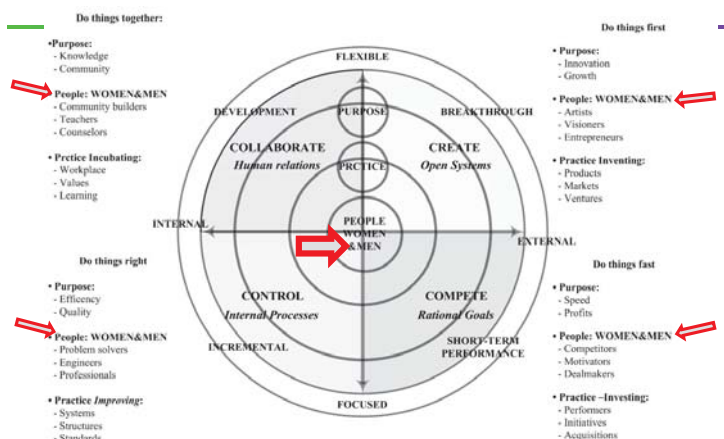 Do things together:
•Purpose:
- Knowledge
- Community
People: WOMEN&MEN
- Community builders
- Teachers
- Counselors
• Prctice Incubating:
- Workplace
- Values
- Learning
Do things right
• Purpose:
- Efficency
- Quality
• People: WOMEN&MEN
- Problem solvers
- Engineers
- Professionals
• Practice Improving:
- Systems
- Structures
- Standards
FLEXIBLE
DEVELOPMENT
PURPOSE
BREAKTHROUGH
COLLABORATE
Human relations
CREATE
Open Systems
PRCTICE
INTERNAL
PEOPLE
WOMEN
&MEN
EXTERNAL
CONTROL
Internal Processes
COMPETE
Rational Goals
INCREMENTAL
SHORT-TERM
PERFORMANCE
FOCUSED
Do things first
• Purpose:
- Innovation
- Growth
• People: WOMEN&MEN
- Artists
- Visioners
- Entrepreneurs
• Practice Inventing:
- Products
- Markets
- Ventures
Do things fast
• Purpose:
- Speed
- Profits
• People: WOMEN&MEN
- Competitors
- Motivators
- Dealmakers
• Practice –Investing:
- Performers
- Initiatives
- Acquisitions